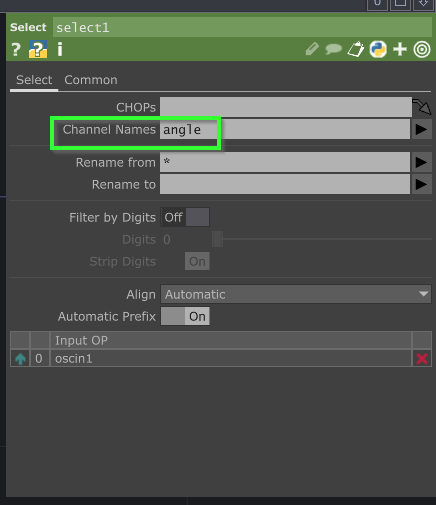 Select select1
? ? i
Select Common
CHOPs
Channel Names angle
Rename from *
Rename to
Filter by Digits Off
Digits 0
Strip Digits On
Align Automatic
Automatic Prefix On
Input OP
0 oscin1